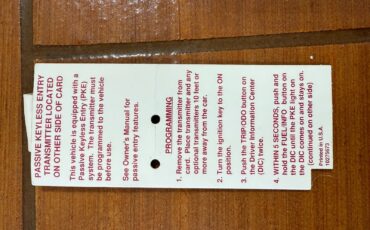 PASSIVE KEYLESS ENTRY
TRANSMITTER LOCATED
ON OTHER SIDE OF CARD
This vehicle is equipped with a
Passive Keyless Entry (PKE)
system. The transmitter must
be programmed to the vehicle
before use.
See Owner's Manual for
passive entry features.
PROGRAMMING
1. Remove the transmitter from
card. Place transmitter and any
optional transmitters 10 feet or
more away from the car.
2. Turn the ignition key to the ON
position.
3. Push the TRIP/ODO button on
the Driver Information Center
(DIC) twice.
4. WITHIN 5 SECONDS, push and
hold the FUEL INFO button on
the DIC until the PKE light on
the DIC comes on and stays on.
(continued on other side)
Printed in U.S.A.